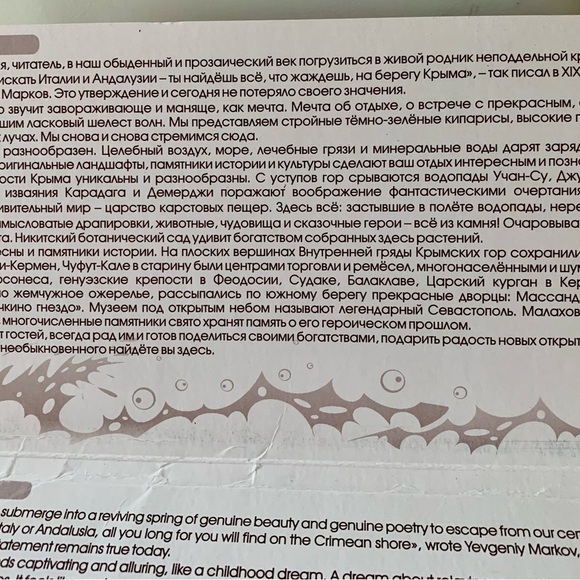 я, читатель, в наш обыденный и прозаический век погрузиться в живой родник неподдельной кр
искать Италии и Андалузии – ты найдёшь всё, что жаждешь, на берегу Крыма», – так писал в XIX
Марков. Это утверждение и сегодня не потеряло своего значения.
о звучит завораживающе и маняще, как мечта. Мечта об отдыхе, о встрече с прекрасным,
шим ласковый шелест волн. Мы представляем стройные тёмно-зелёные кипарисы, высокие г
лучах. Мы снова и снова стремимся сюда.
разнообразен. Целебный воздух, море, лечебные грязи и минеральные воды дарят заряд
ригинальные ландшафты, памятники истории и культуры сделают ваш отдых интересным и позн
ости Крыма уникальны и разнообразны. С уступов гор срываются водопады Учан-Су, Джу
изваяния Карадага и Демерджи поражают воображение фантастическими очертания
ивительный мир – царство карстовых пещер. Здесь всё: застывшие в полёте водопады, нере
мысловатые драпировки, животные, чудовища и сказочные герои – всё из камня! Очаровыва
та. Никитский ботанический сад удивит богатством собранных здесь растений.
есны и памятники истории. На плоских вершинах Внутренней гряды Крымских гор сохранили
и-Кермен, Чуфут-Кале в старину были центрами торговли и ремёсел, многонаселёнными и шум
рсонеса, генуэзские крепости в Феодосии, Судаке, Балаклаве, Царский курган в Кер
но жемчужное ожерелье, рассыпались по южному берегу прекрасные дворцы: Массанд
чкино гнездо». Музеем под открытым небом называют легендарный Севастополь. Малахов
многочисленные памятники свято хранят память о его героическом прошлом.
т гостей, всегда рад им и готов поделиться своими богатствами, подарить радость новых открыт
необыкновенного найдёте вы здесь.
submerge into a reviving spring of genuine beauty and genuine poetry to escape from our cen
taly or Andalusia, all you long for you will find on the Crimean shore», wrote Yevgeniy Markov,
tatement remains true today.
ds captivating and alluring, like a childhood dream. A dream about